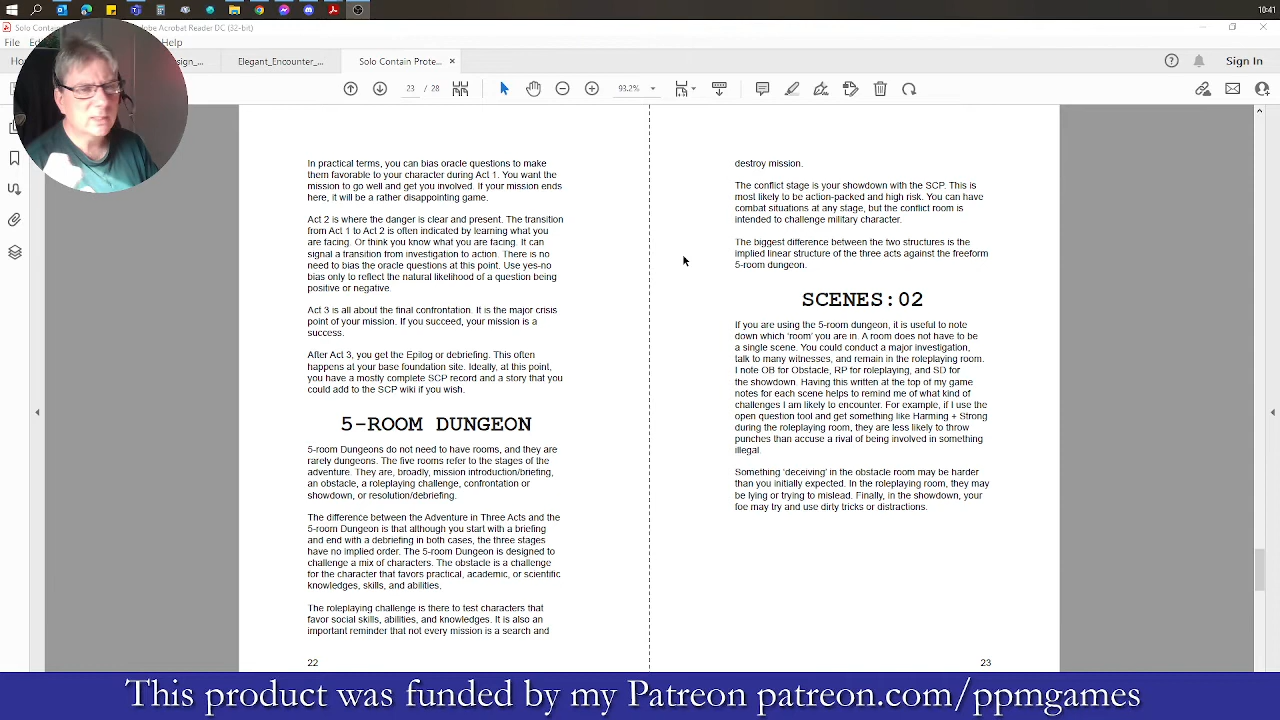 10:41
Solo Contai
dobe Acrobat Reader DC (32-bit)
File
Help
Elegant_Encounter_...
Solo Contain Prote...
Sign In
23 / 28
93.2%
In practical terms, you can bias oracle questions to make
them favorable to your character during Act 1. You want the
mission to go well and get you involved. If your mission ends
here, it will be a rather disappointing game.
Act 2 is where the danger is clear and present. The transition
from Act 1 to Act 2 is often indicated by learning what you
are facing. Or think you know what you are facing. It can
signal a transition from investigation to action. There is no
need to bias the oracle questions at this point. Use yes-no
bias only to reflect the natural likelihood of a question being
positive or negative.
Act 3 is all about the final confrontation. It is the major crisis
point of your mission. If you succeed, your mission is a
success.
After Act 3, you get the Epilog or debriefing. This often
happens at your base foundation site. Ideally, at this point,
you have a mostly complete SCP record and a story that you
could add to the SCP wiki if you wish.
5-ROOM DUNGEON
5-room Dungeons do not need to have rooms, and they are
rarely dungeons. The five rooms refer to the stages of the
adventure. They are, broadly, mission introduction/briefing,
an obstacle, a roleplaying challenge, confrontation or
showdown, or resolution/debriefing.
The difference between the Adventure in Three Acts and the
5-room Dungeon is that although you start with a briefing
and end with a debriefing in both cases, the three stages
have no implied order. The 5-room Dungeon is designed to
challenge a mix of characters. The obstacle is a challenge
for the character that favors practical, academic, or scientific
knowledges, skills, and abilities.
The roleplaying challenge is there to test characters that
favor social skills, abilities, and knowledges. It is also an
important reminder that not every mission is a search and
22
destroy mission.
The conflict stage is your showdown with the SCP. This is
most likely to be action-packed and high risk. You can have
combat situations at any stage, but the conflict room is
intended to challenge military character.
The biggest difference between the two structures is the
implied linear structure of the three acts against the freeform
5-room dungeon.
SCENES:02
If you are using the 5-room dungeon, it is useful to note
down which 'room' you are in. A room does not have to be
a single scene. You could conduct a major investigation,
talk to many witnesses, and remain in the roleplaying room.
I note OB for Obstacle, RP for roleplaying, and SD for
the showdown. Having this written at the top of my game
notes for each scene helps to remind me of what kind of
challenges I am likely to encounter. For example, if I use the
open question tool and get something like Harming + Strong
during the roleplaying room, they are less likely to throw
punches than accuse a rival of being involved in something
illegal.
Something 'deceiving' in the obstacle room may be harder
than you initially expected. In the roleplaying room, they may
be lying or trying to mislead. Finally, in the showdown, your
foe may try and use dirty tricks or distractions.
23
This product was funded by my Patreon patreon.com/ppmgames